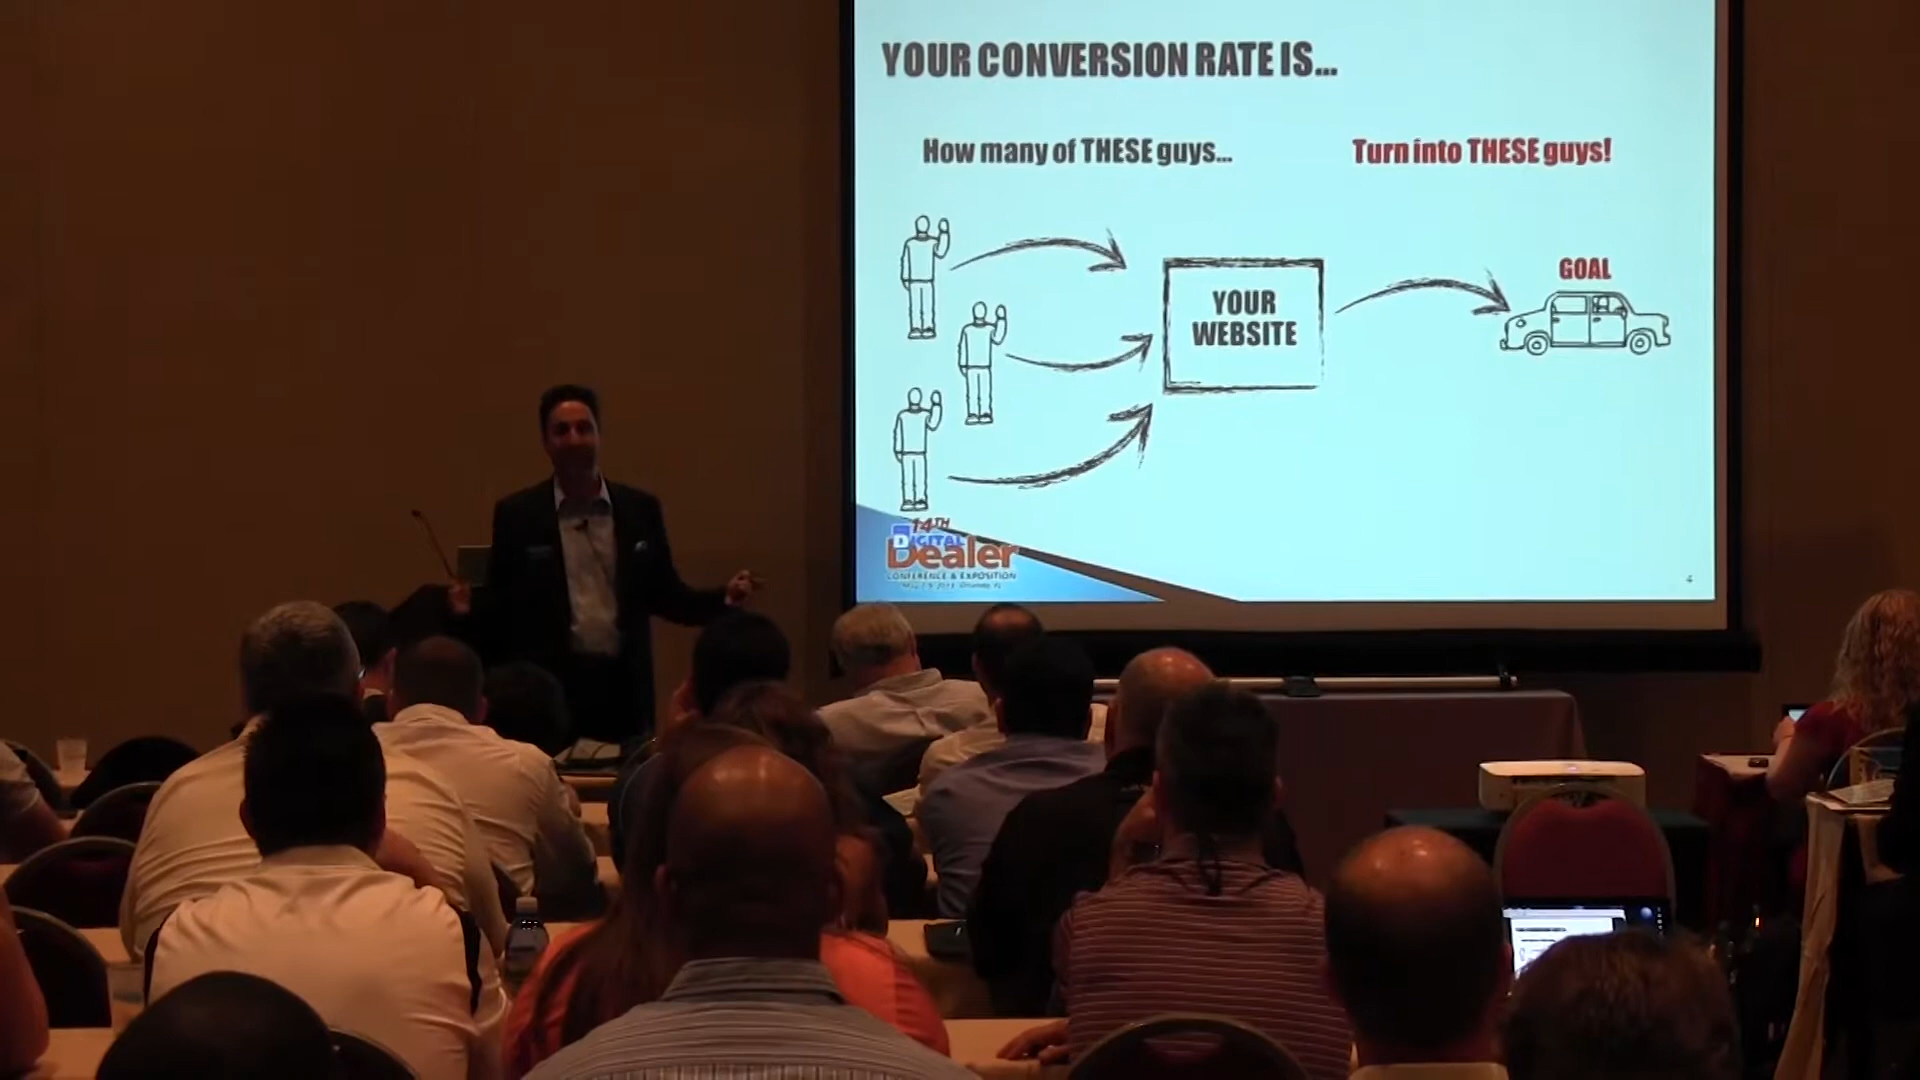 YOUR CONVERSION RATE IS...
How many of THESE guys...
Turn into THESE guys!
GOAL
YOUR
WEBSITE
14TH
DIGITAL
Dealer
CONFERENCE & EXPOSITION
4